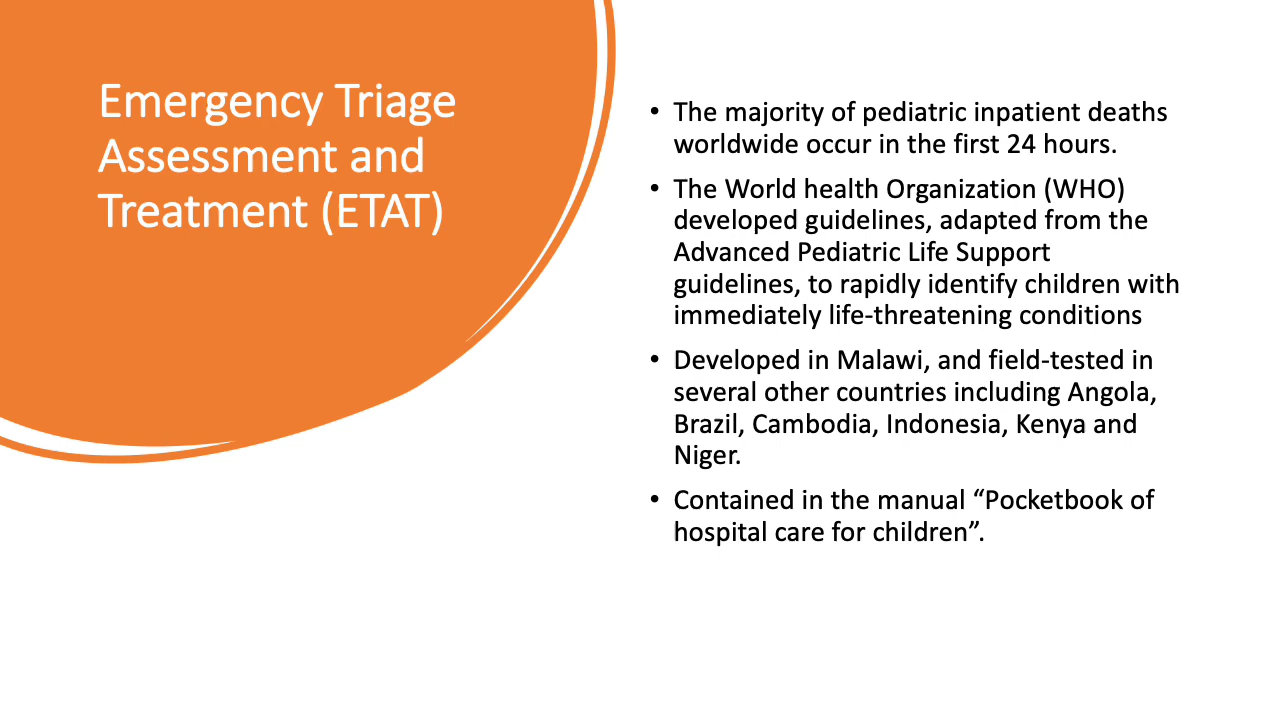 Emergency Triage
Assessment and
Treatment (ETAT)
• The majority of pediatric inpatient deaths
worldwide occur in the first 24 hours.
• The World health Organization (WHO)
developed guidelines, adapted from the
Advanced Pediatric Life Support
guidelines, to rapidly identify children with
immediately life-threatening conditions
• Developed in Malawi, and field-tested in
several other countries including Angola,
Brazil, Cambodia, Indonesia, Kenya and
Niger.
• Contained in the manual “Pocketbook of
hospital care for children”.